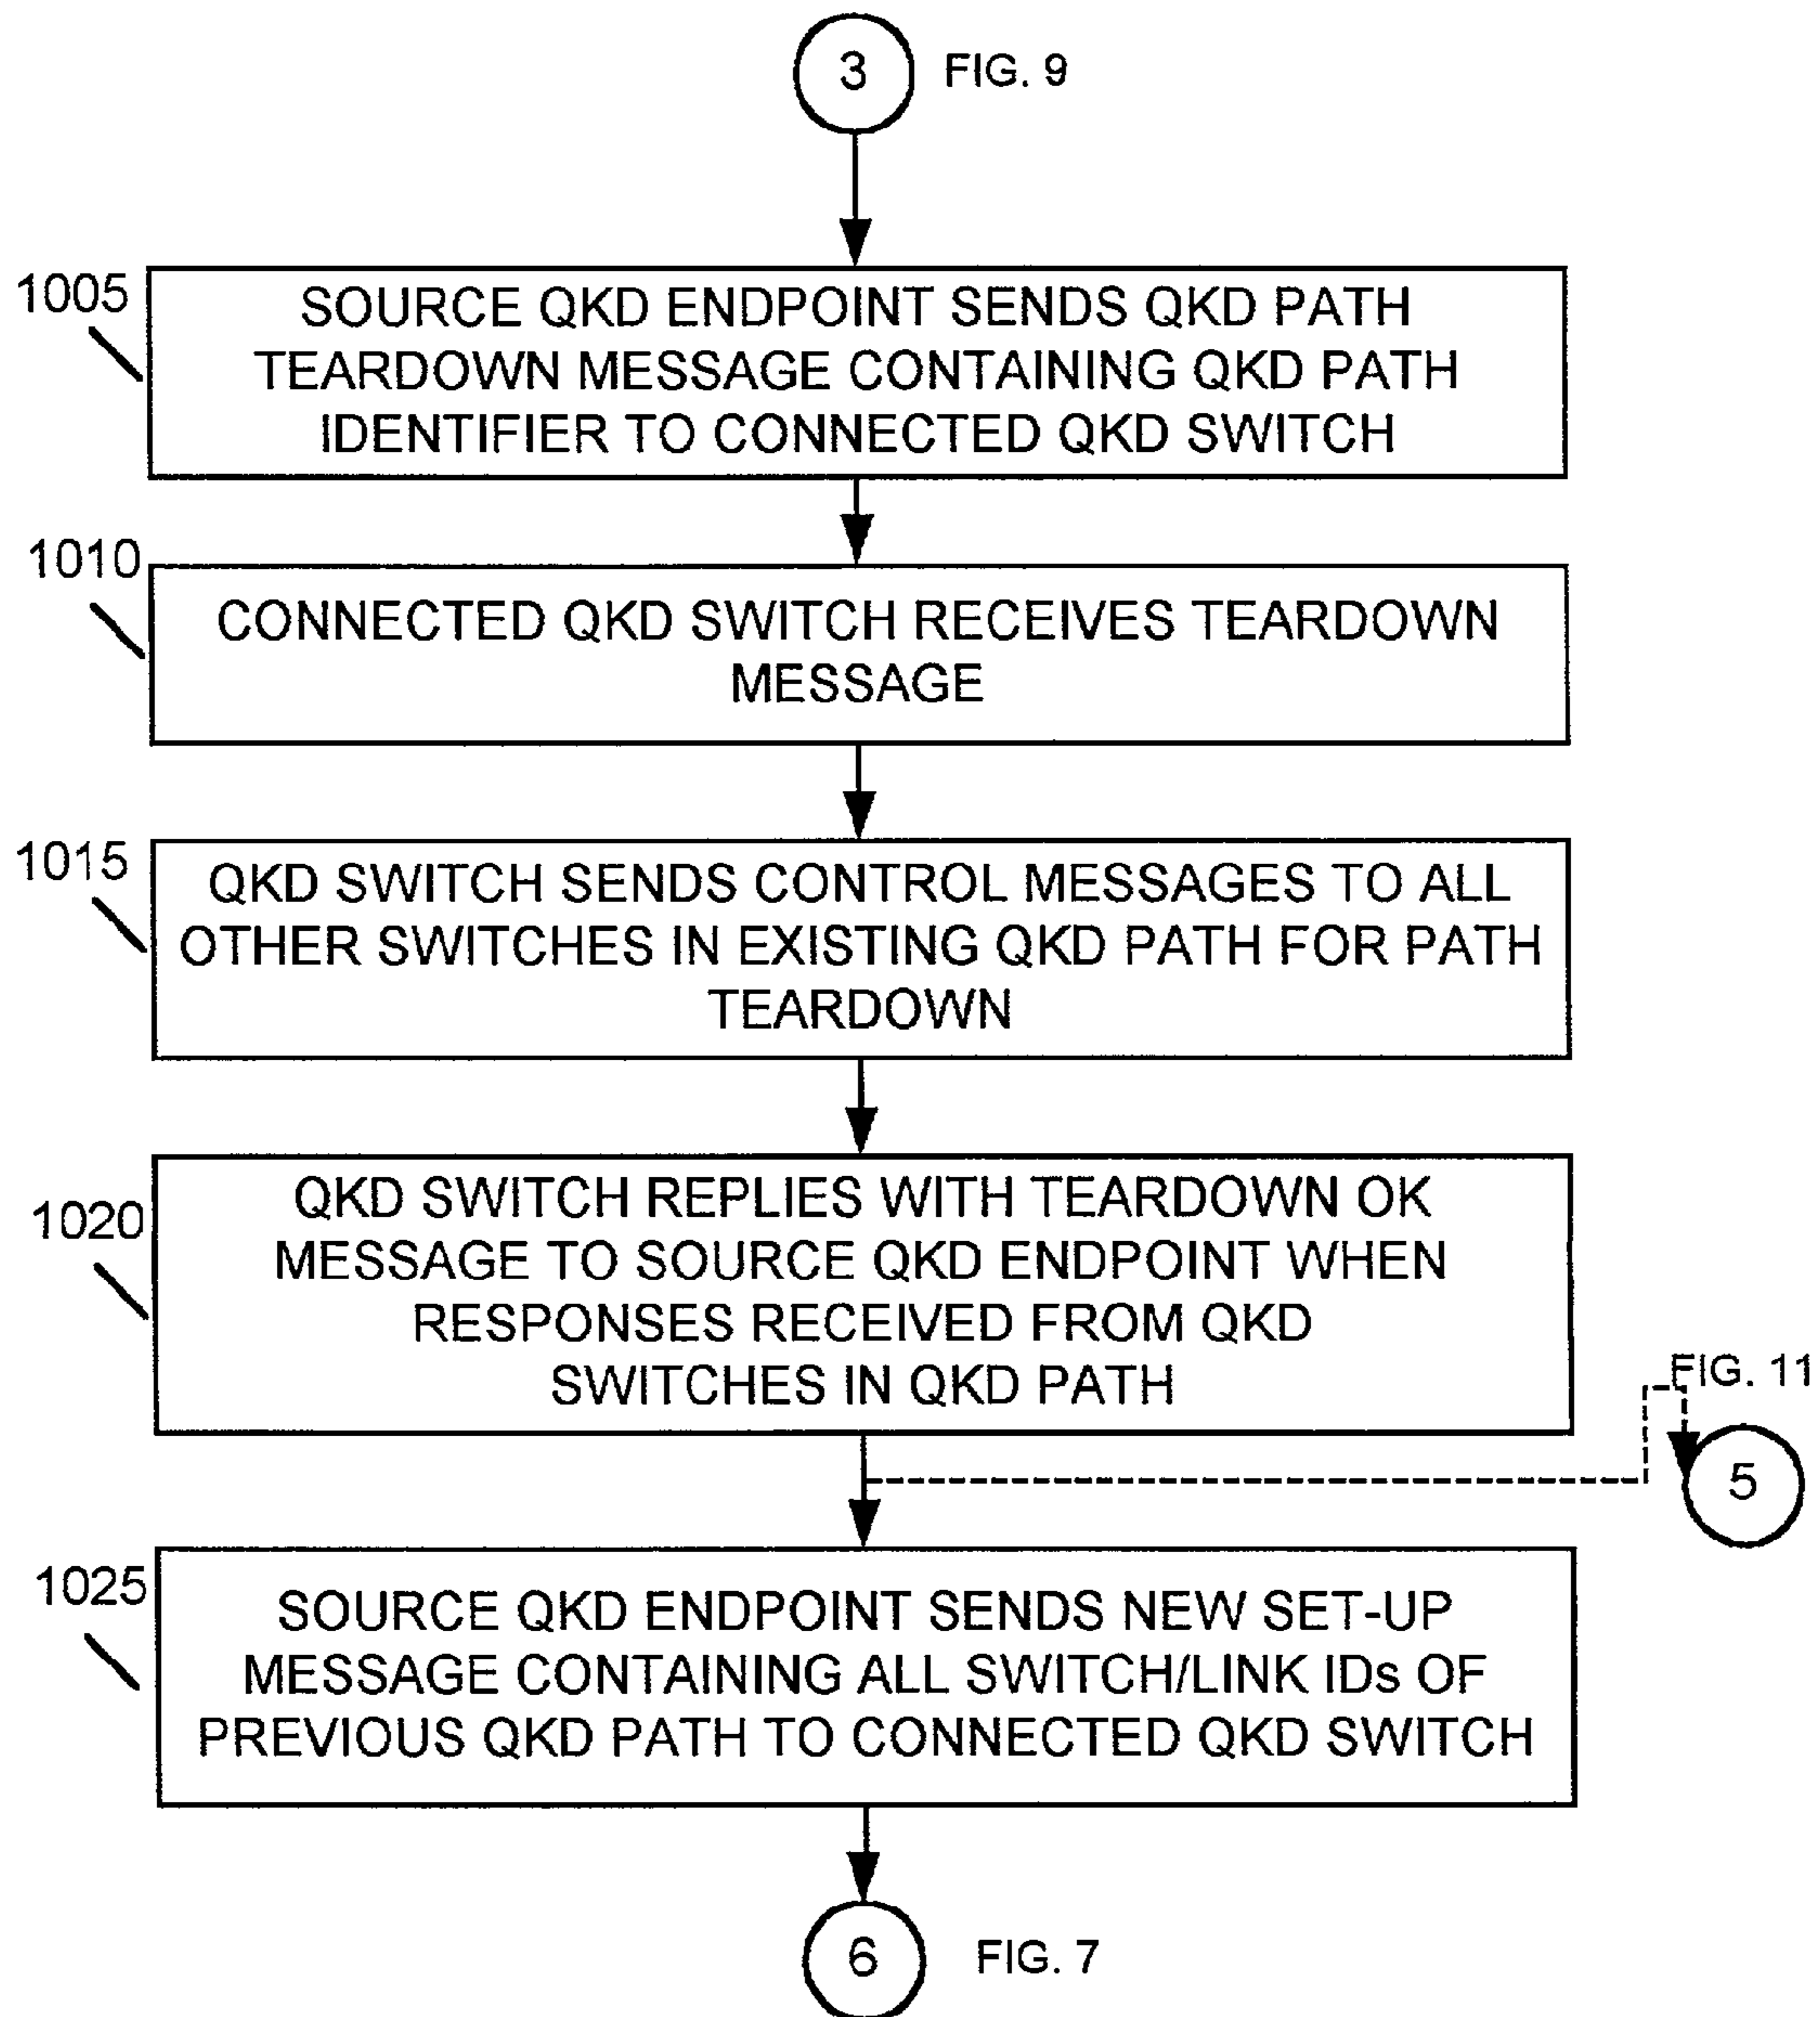 3 FIG. 9
1005
SOURCE QKD ENDPOINT SENDS QKD PATH
TEARDOWN MESSAGE CONTAINING QKD PATH
IDENTIFIER TO CONNECTED QKD SWITCH
1010
CONNECTED QKD SWITCH RECEIVES TEARDOWN
MESSAGE
1015
QKD SWITCH SENDS CONTROL MESSAGES TO ALL
OTHER SWITCHES IN EXISTING QKD PATH FOR PATH
TEARDOWN
1020
QKD SWITCH REPLIES WITH TEARDOWN OK
MESSAGE TO SOURCE QKD ENDPOINT WHEN
RESPONSES RECEIVED FROM QKD
SWITCHES IN QKD PATH
FIG. 11
5
1025
SOURCE QKD ENDPOINT SENDS NEW SET-UP
MESSAGE CONTAINING ALL SWITCH/LINK IDs OF
PREVIOUS QKD PATH TO CONNECTED QKD SWITCH
6 FIG. 7